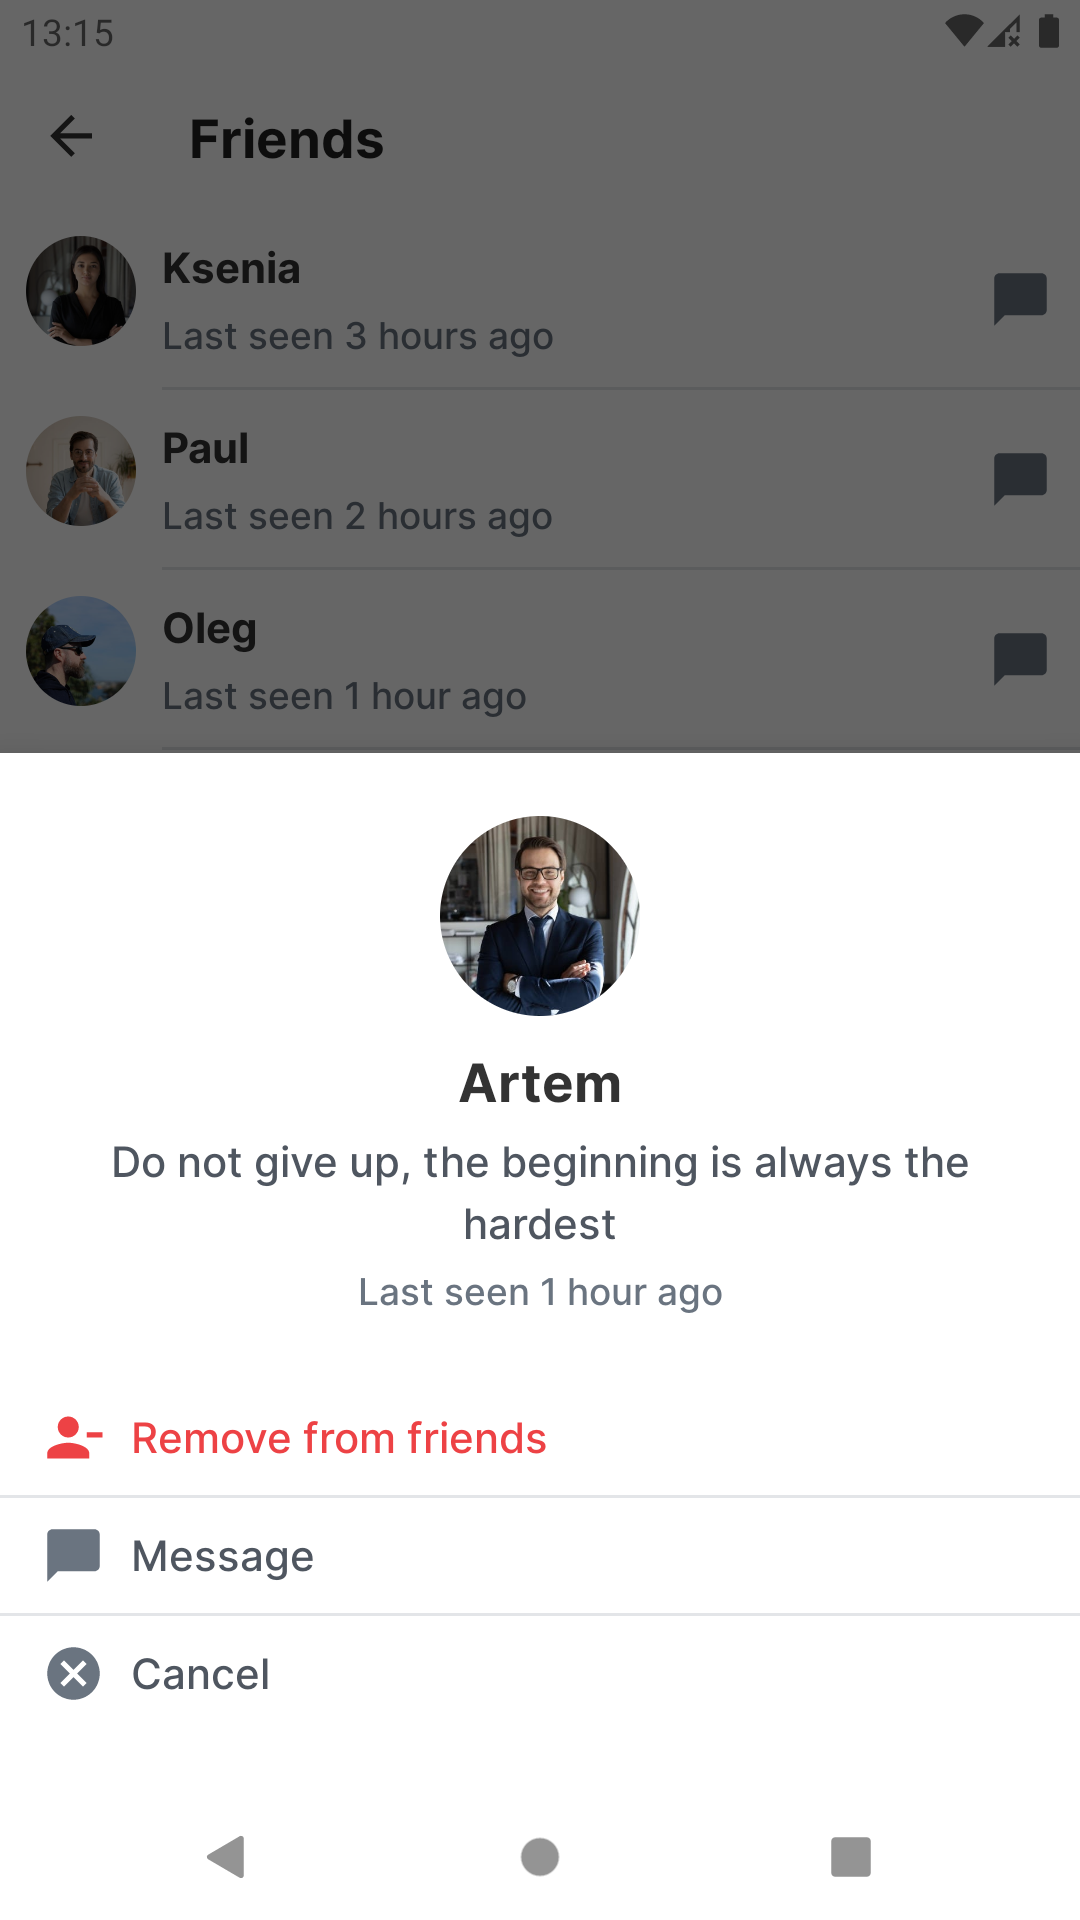 13:15
Friends
Ksenia
Last seen 3 hours ago
Paul
Last seen 2 hours ago
Oleg
Last seen 1 hour ago
Artem
Do not give up, the beginning is always the
hardest
Last seen 1 hour ago
Remove from friends
Message
Cancel